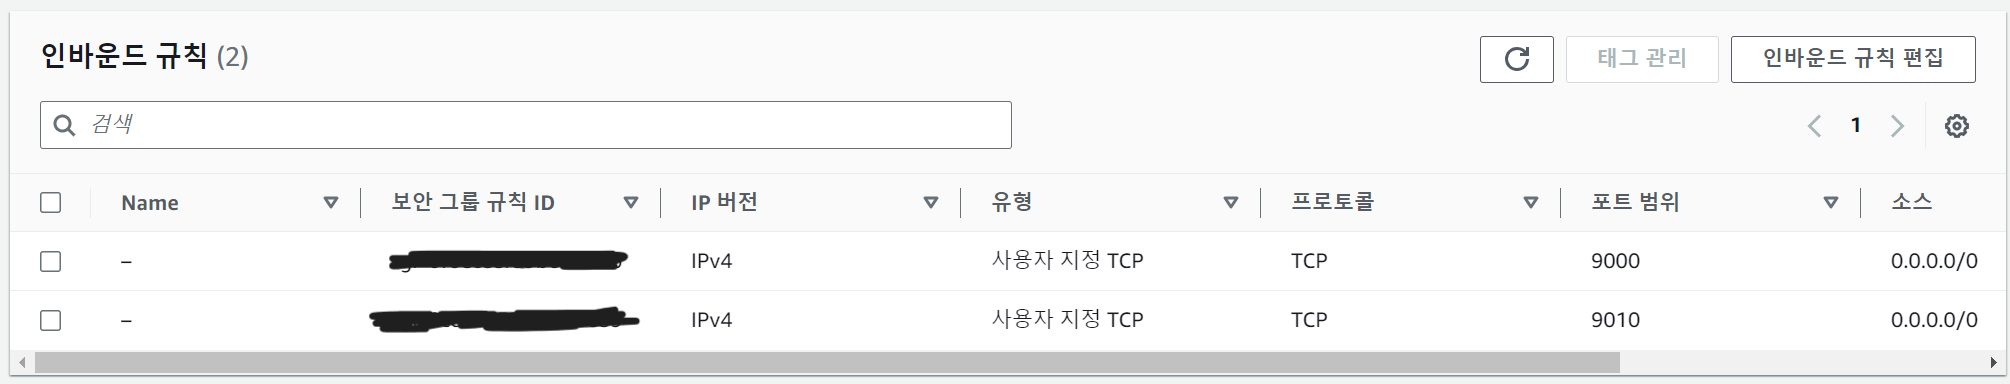 인바운드 규칙 (2)
태그 관리
인바운드 규칙 편집
검색
1
Name 보안 그룹 규칙 ID IP 버전 유형 프로토콜 포트 범위 소스
– IPv4 사용자 지정 TCP TCP 9000 0.0.0.0/0
– IPv4 사용자 지정 TCP TCP 9010 0.0.0.0/0